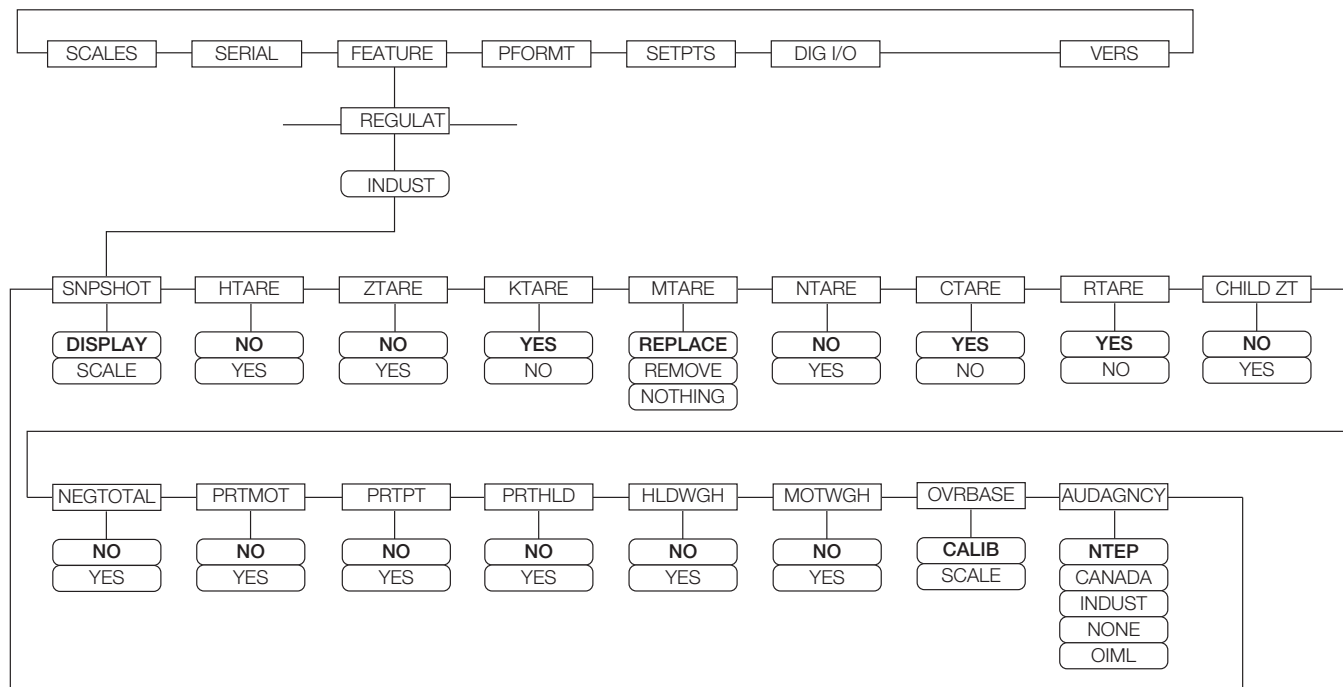 SCALES SERIAL FEATURE PFORMT SETPTS DIG I/O VERS
REGULAT
INDUST
SNPSHOT HTARE ZTARE KTARE MTARE NTARE CTARE RTARE CHILD ZT
DISPLAY NO NO YES REPLACE NO YES YES NO
SCALE YES YES NO REMOVE YES NO NO YES
NOTHING
NEGTOTAL PRTMOT PRTPT PRTHLD HLDWGH MOTWGH OVRBASE AUDAGNCY
NO NO NO NO NO NO CALIB NTEP
YES YES YES YES YES YES SCALE CANADA
INDUST
NONE
OIML